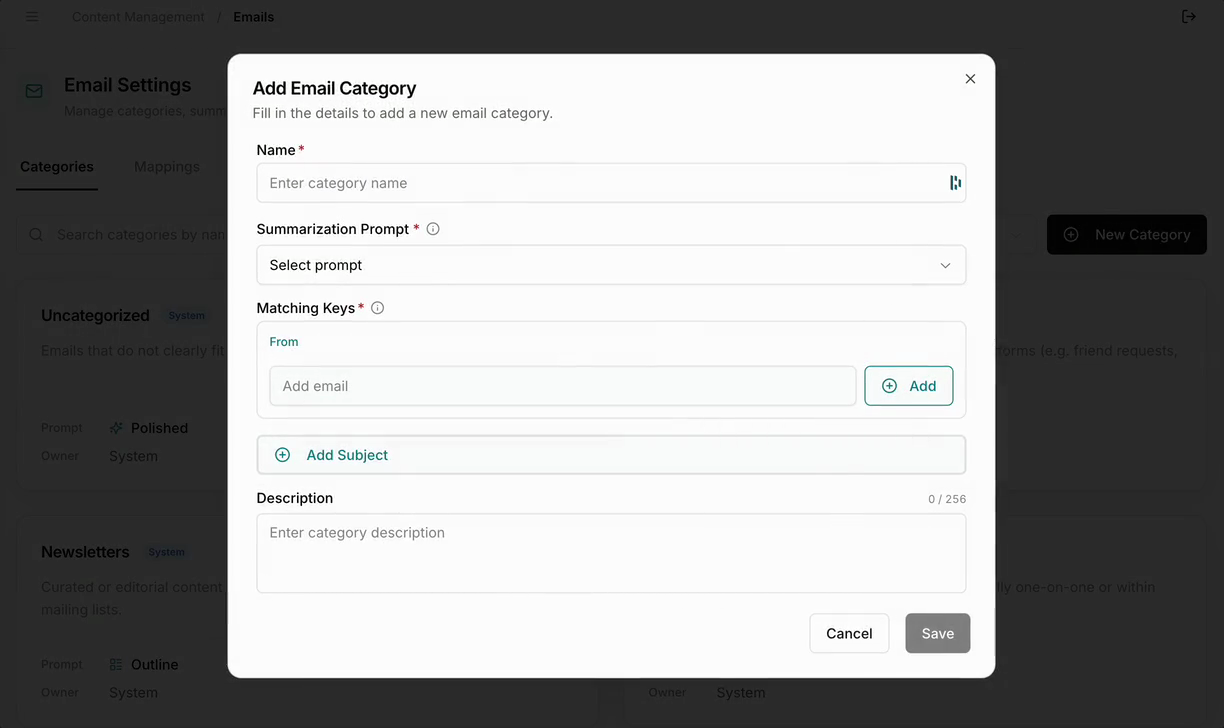 Content Management / Emails
Email Settings
Manage categories, summ
Categories
Mappings
Search categories by nan
New Category
Add Email Category
Fill in the details to add a new email category.
Name *
Enter category name
Summarization Prompt *
Select prompt
Matching Keys *
From
Add email
Add
Add Subject
Description
0 / 256
Enter category description
Cancel
Save
Uncategorized
System
Emails that do not clearly fit
Prompt
Polished
Owner
System
orms (e.g. friend requests,
Newsletters
System
Curated or editorial content
mailing lists.
Prompt
Outline
Owner
System
ly one-on-one or within
Owner
System